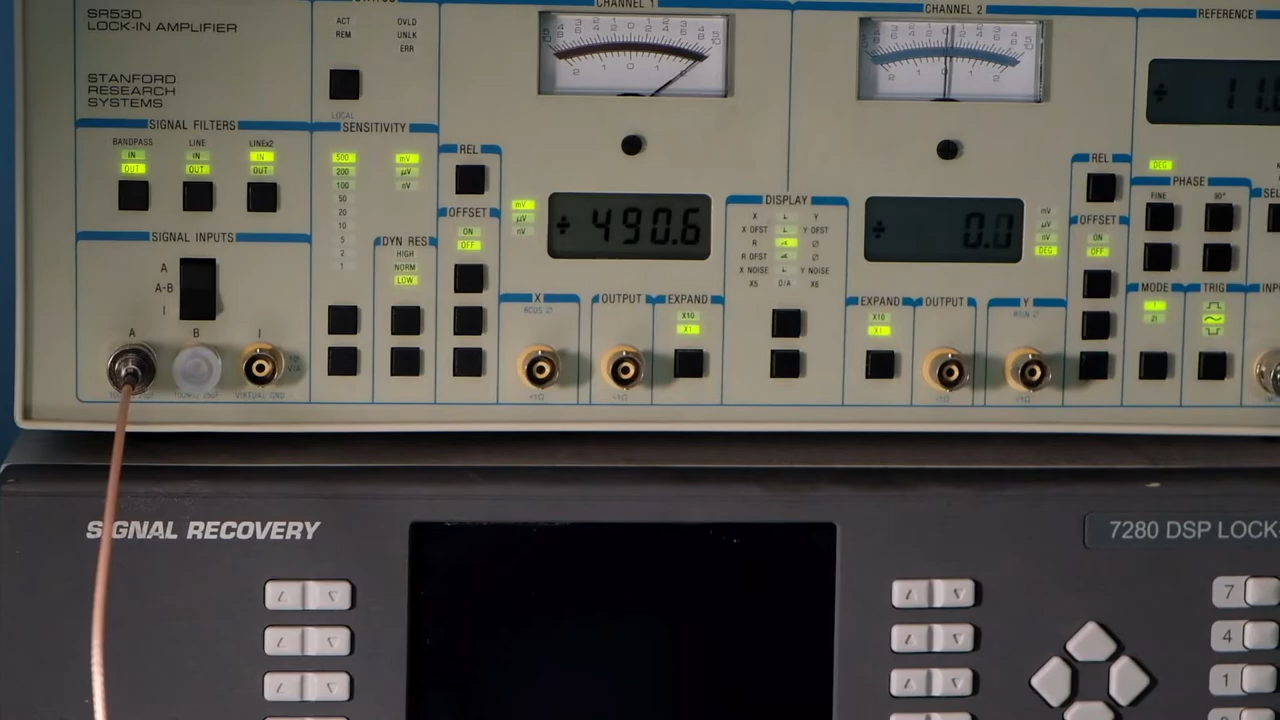 SR530
LOCK-IN AMPLIFIER
STANFORD
RESEARCH
SYSTEMS
STATUS
ACT OVLD
REM UNLK
ERR
LOCAL
CHANNEL 1
CHANNEL 2
REFERENCE
SIGNAL FILTERS
BANDPASS LINE LINEx2
IN IN IN
OUT OUT OUT
SENSITIVITY
500 mV
200 µV
100 nV
50
20
10
5
2
1
DYN RES
HIGH
NORM
LOW
REL
OFFSET
ON
OFF
mV
µV
nV
490.6
DISPLAY
X Y
X OFST Y OFST
R Ø
R OFST Ø
X NOISE Y NOISE
X5 D/A X6
0.0
mV
µV
nV
DEG
REL
OFFSET
ON
OFF
DEG
PHASE
FINE 90°
MODE TRIG
SIGNAL INPUTS
A
A-B
I
A B I
VIRTUAL GND
X OUTPUT EXPAND
RCOS Ø
X10
X1
EXPAND OUTPUT Y
X10
X1
RSIN Ø
SIGNAL RECOVERY
7280 DSP LOCK-
7
4
1